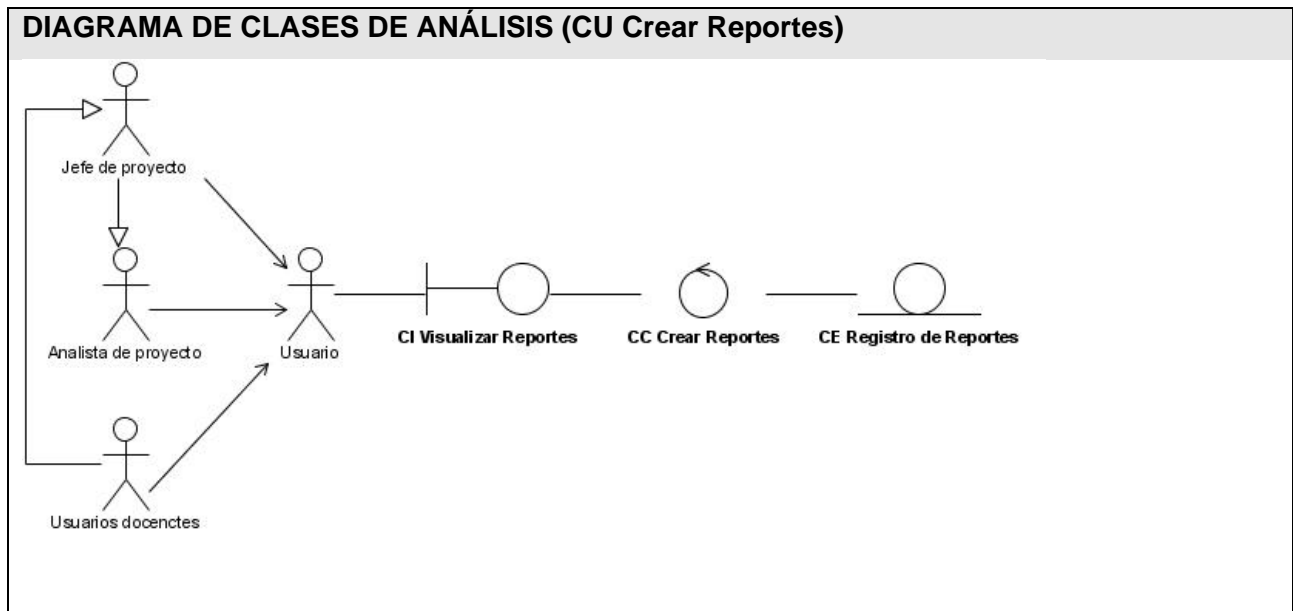 DIAGRAMA DE CLASES DE ANÁLISIS (CU Crear Reportes)
Jefe de proyecto
Analista de proyecto
Usuario
CI Visualizar Reportes
CC Crear Reportes
CE Registro de Reportes
Usuarios docenctes